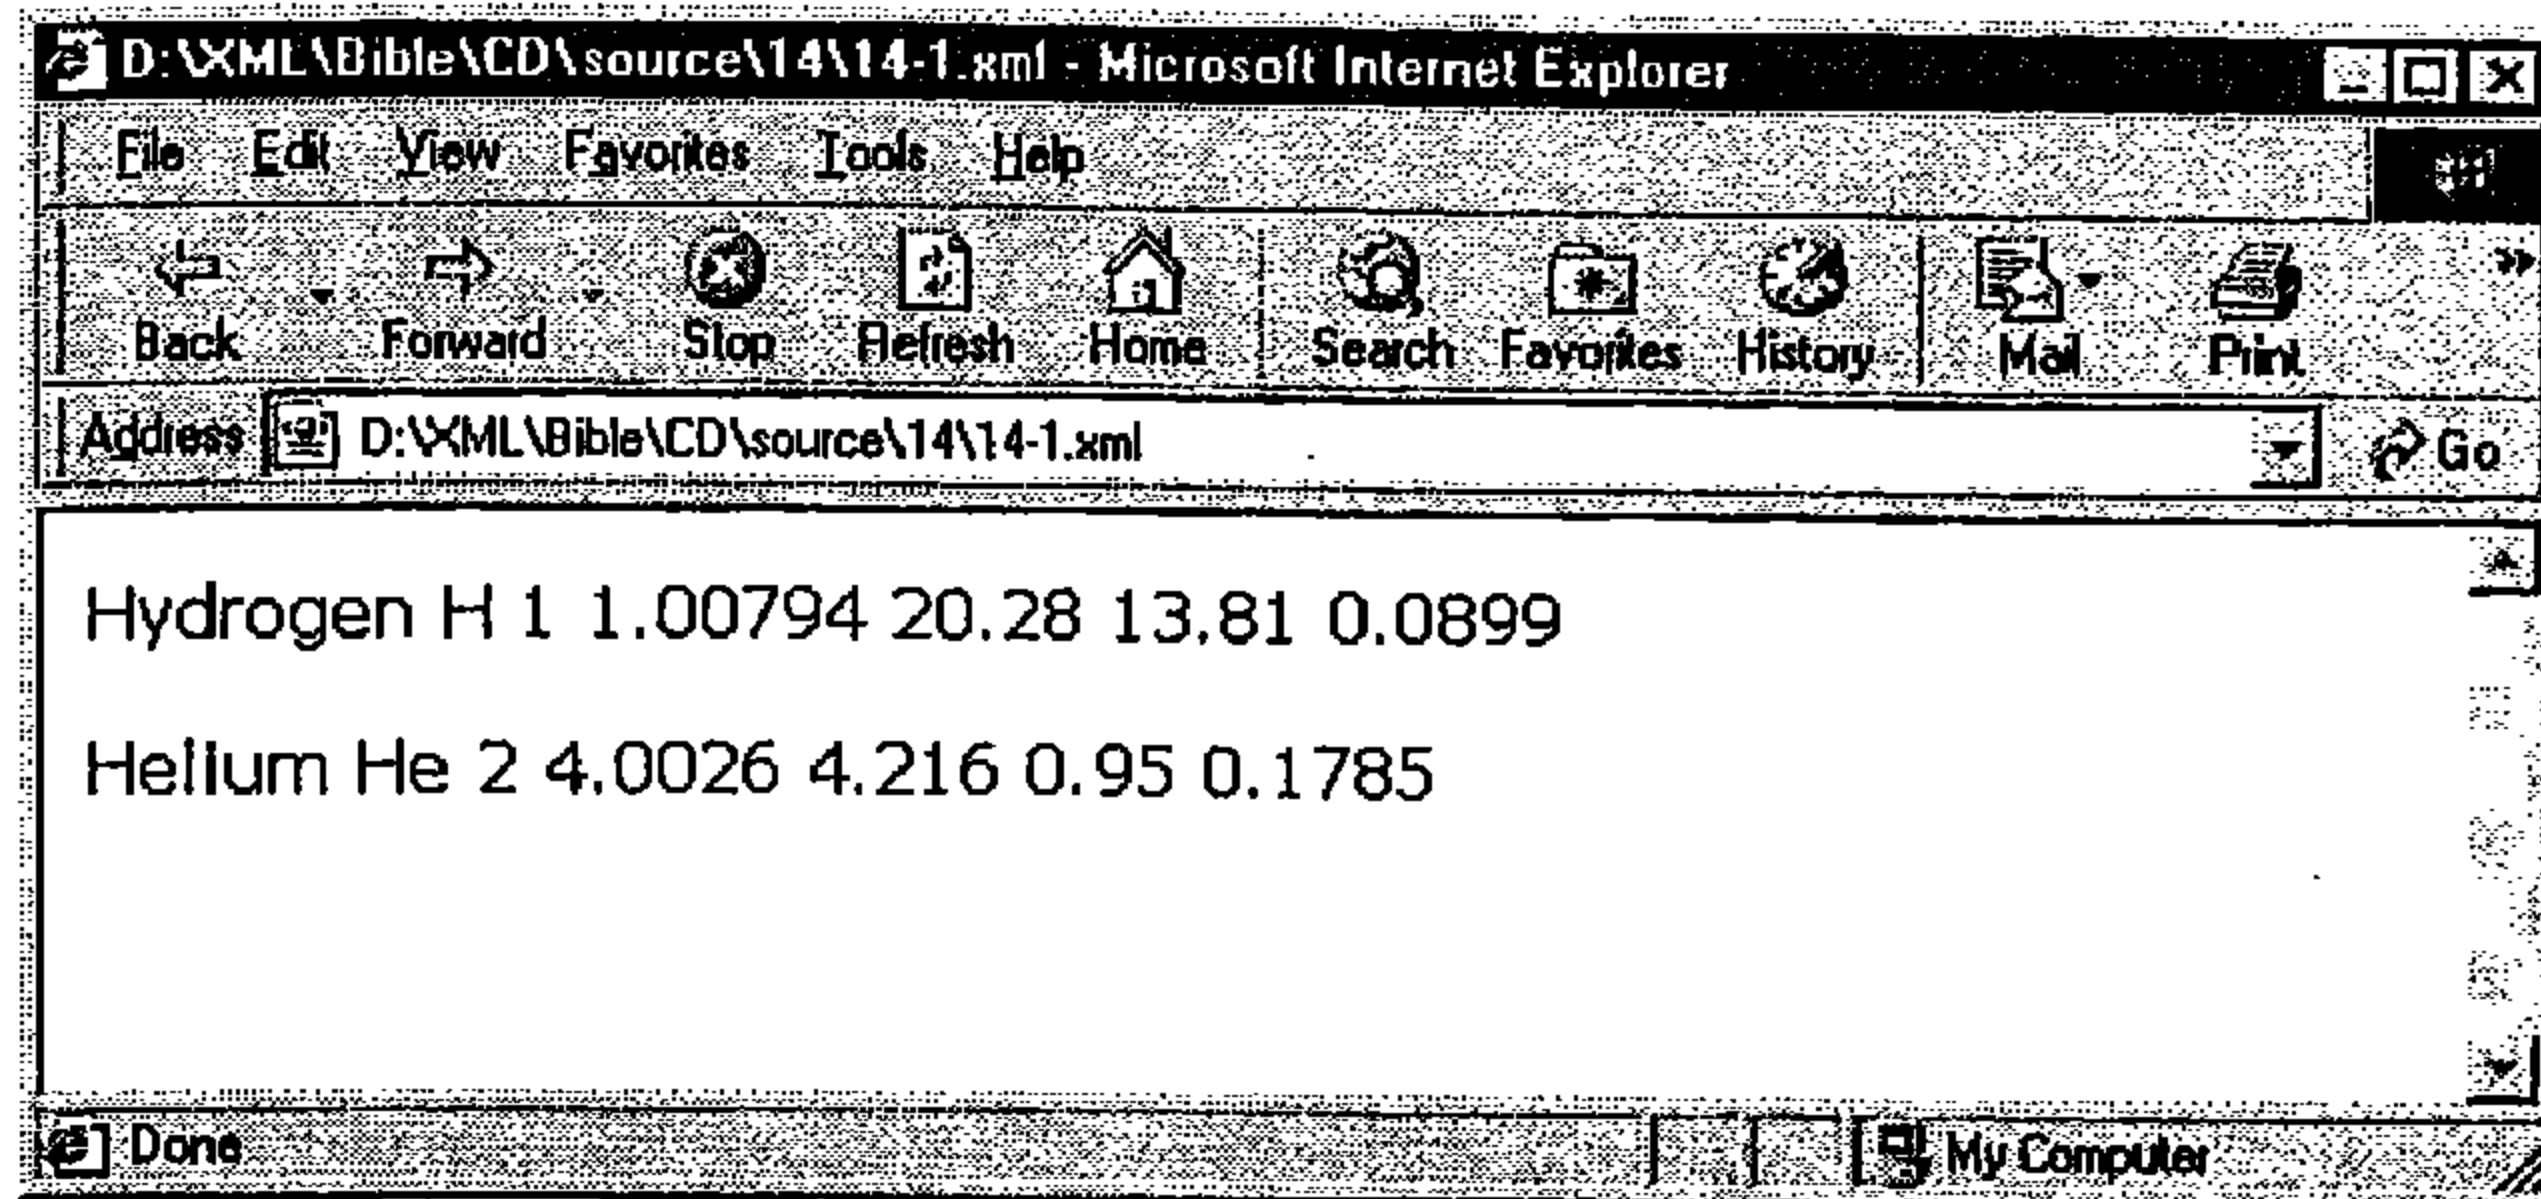 D:\XML\Bible\CD\source\14\14-1.xml - Microsoft Internet Explorer
File Edit View Favorites Tools Help
Back Forward Stop Refresh Home Search Favorites History Mail Print »
Address D:\XML\Bible\CD\source\14\14-1.xml Go
Hydrogen H 1 1.00794 20.28 13.81 0.0899
Helium He 2 4.0026 4.216 0.95 0.1785
Done My Computer